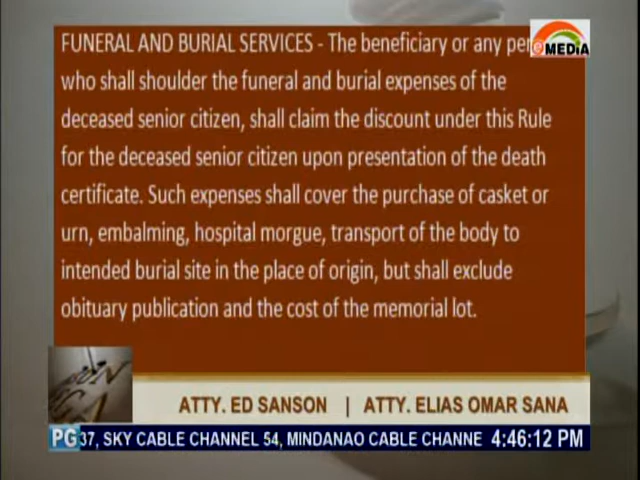 FUNERAL AND BURIAL SERVICES - The beneficiary or any per
eMEDIA
who shall shoulder the funeral and burial expenses of the
deceased senior citizen, shall claim the discount under this Rule
for the deceased senior citizen upon presentation of the death
certificate. Such expenses shall cover the purchase of casket or
urn, embalming, hospital morgue, transport of the body to
intended burial site in the place of origin, but shall exclude
obituary publication and the cost of the memorial lot.
ATTY. ED SANSON | ATTY. ELIAS OMAR SANA
PG 37, SKY CABLE CHANNEL 54, MINDANAO CABLE CHANNE 4:46:12 PM